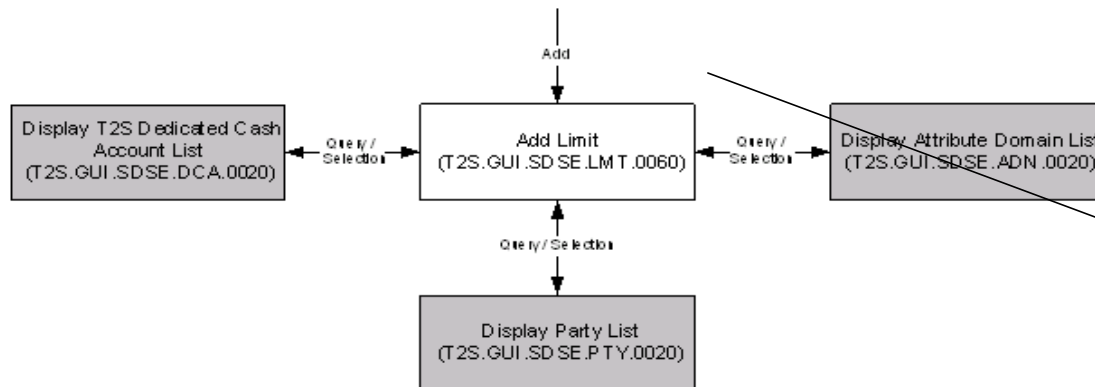 Add
Display T2S Dedicated Cash
Account List
(T2S.GUI.SDSE.DCA.0020)
Query /
Selection
Add Limit
(T2S.GUI.SDSE.LMT.0060)
Query /
Selection
Display Attribute Domain List
(T2S.GUI.SDSE.ADN.0020)
Query / Selection
Display Party List
(T2S.GUI.SDSE.PTY.0020)